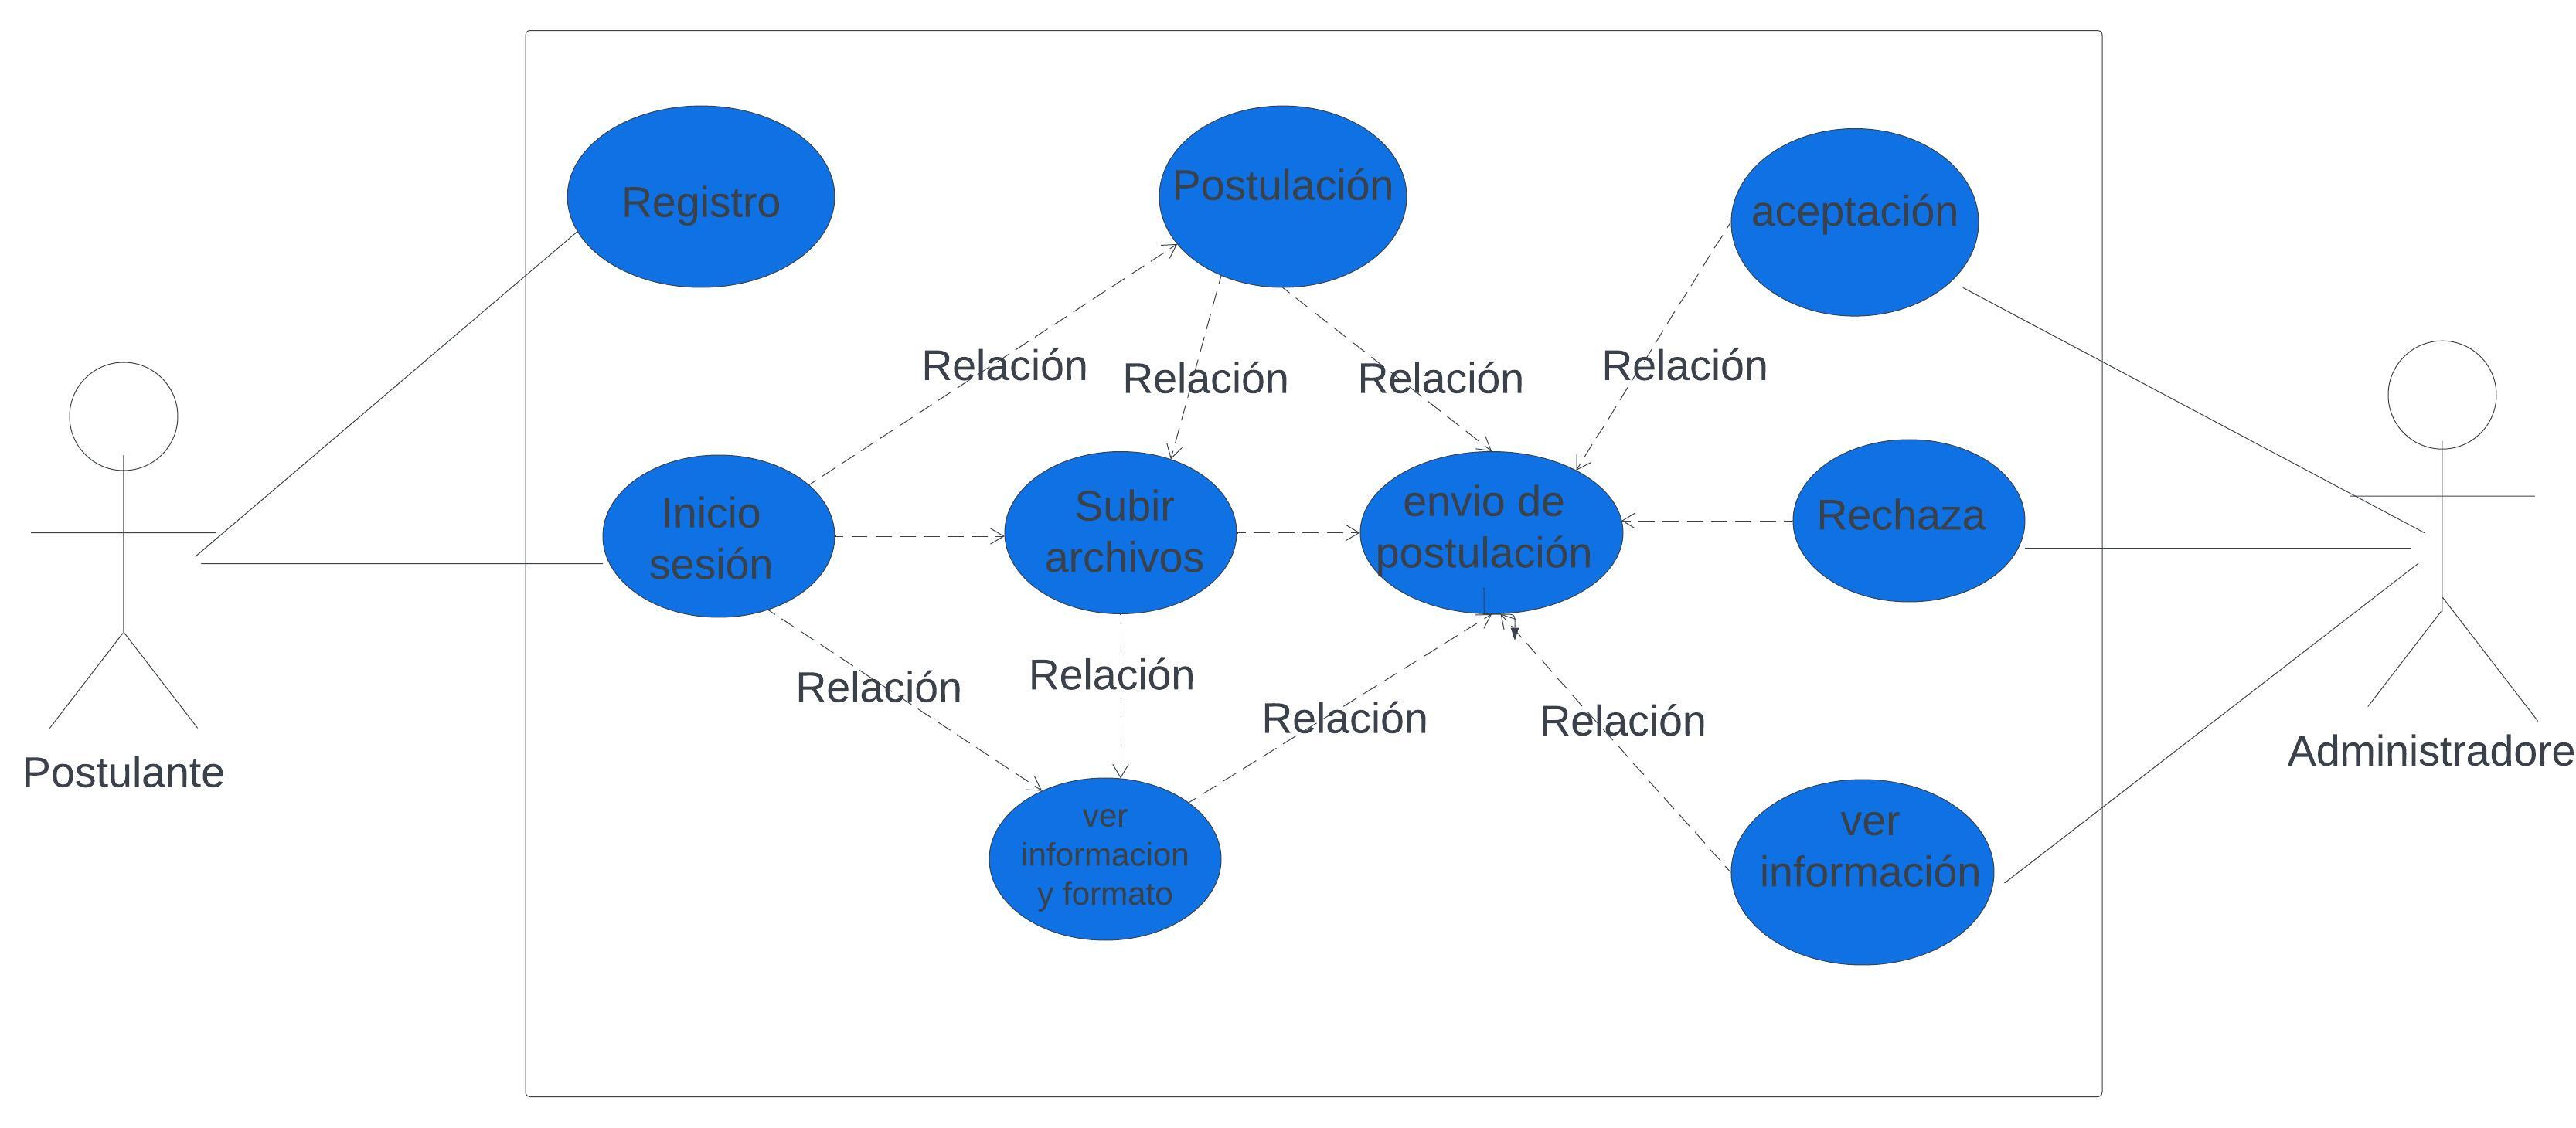 Registro
Postulación
aceptación
Relación
Relación
Relación
Relación
Inicio
sesión
Subir
archivos
envio de
postulación
Rechaza
Relación
Relación
Relación
Relación
Postulante
Administradore
ver
informacion
y formato
ver
información